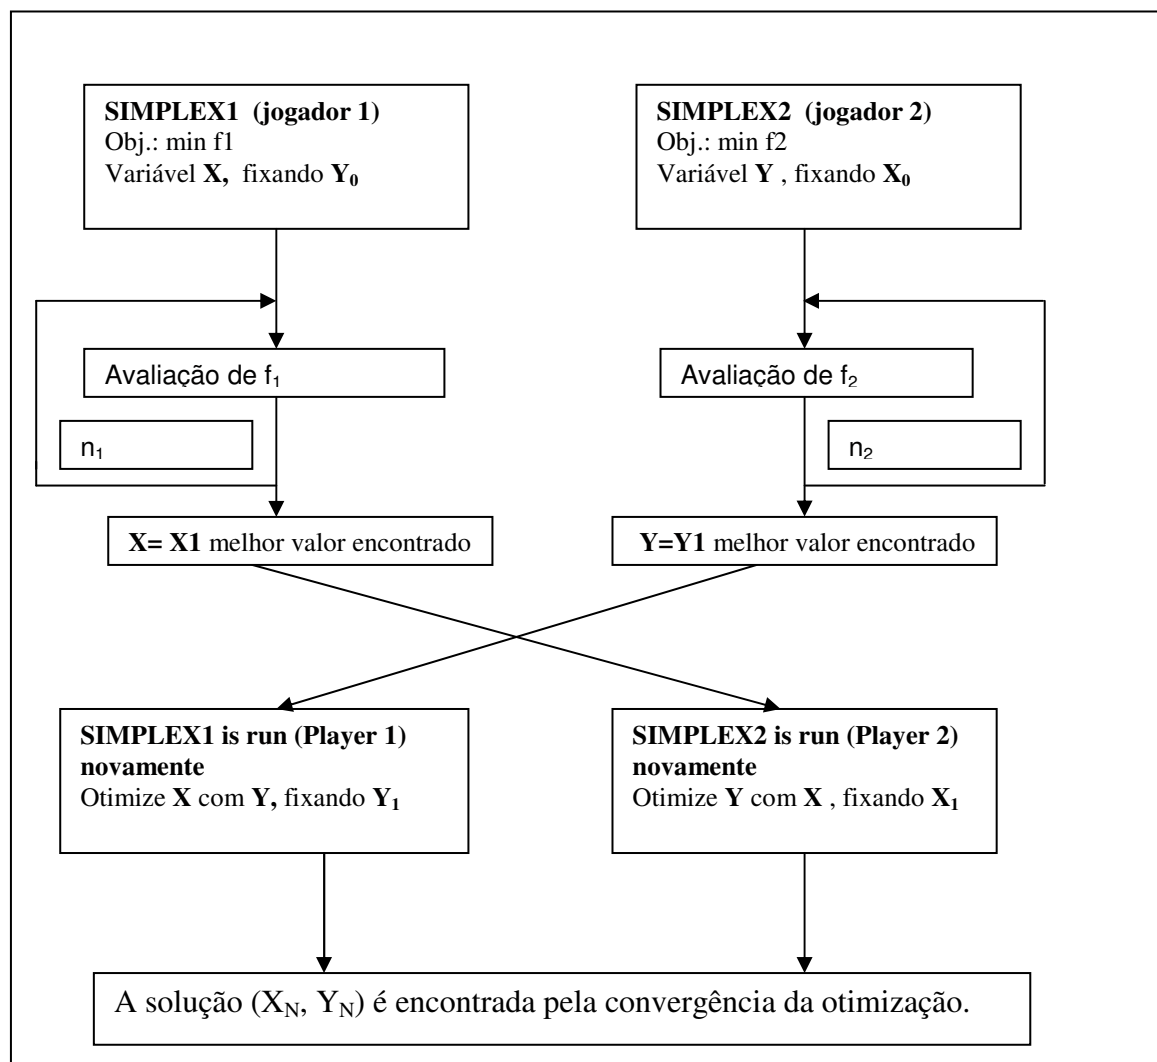 SIMPLEX1 (jogador 1)
Obj.: min f1
Variável X, fixando Y₀
SIMPLEX2 (jogador 2)
Obj.: min f2
Variável Y , fixando X₀
Avaliação de f₁
Avaliação de f₂
n₁
n₂
X= X1 melhor valor encontrado
Y=Y1 melhor valor encontrado
SIMPLEX1 is run (Player 1)
novamente
Otimize X com Y, fixando Y₁
SIMPLEX2 is run (Player 2)
novamente
Otimize Y com X , fixando X₁
A solução (X_N, Y_N) é encontrada pela convergência da otimização.